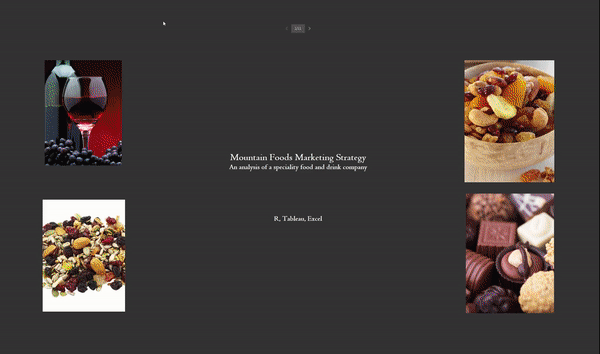 Mountain Foods Marketing Strategy
An analysis of a speciality food and drink company
R, Tableau, Excel